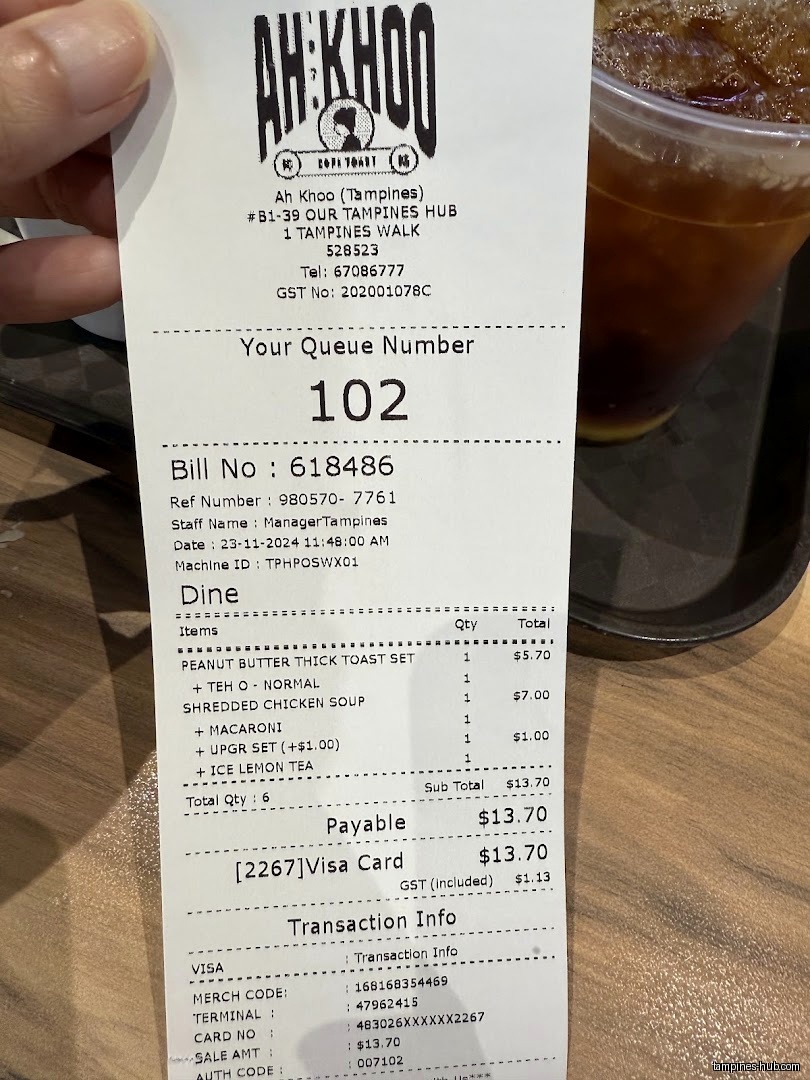 AH KHOO
KOPI TOAST
Ah Khoo (Tampines)
#B1-39 OUR TAMPINES HUB
1 TAMPINES WALK
528523
Tel: 67086777
GST No: 202001078C
Your Queue Number
102
Bill No : 618486
Ref Number : 980570- 7761
Staff Name : ManagerTampines
Date : 23-11-2024 11:48:00 AM
Machine ID : TPHPOSWX01
Dine
Items Qty Total
PEANUT BUTTER THICK TOAST SET 1 $5.70
+ TEH O - NORMAL 1
SHREDDED CHICKEN SOUP 1 $7.00
+ MACARONI 1
+ UPGR SET (+$1.00) 1 $1.00
+ ICE LEMON TEA 1
Total Qty : 6 Sub Total $13.70
Payable $13.70
[2267]Visa Card $13.70
GST (included) $1.13
Transaction Info
VISA : Transaction Info
MERCH CODE: : 168168354469
TERMINAL : : 47962415
CARD NO : : 483026XXXXXX2267
SALE AMT : : $13.70
AUTH CODE : : 007102
tampines-hub.com